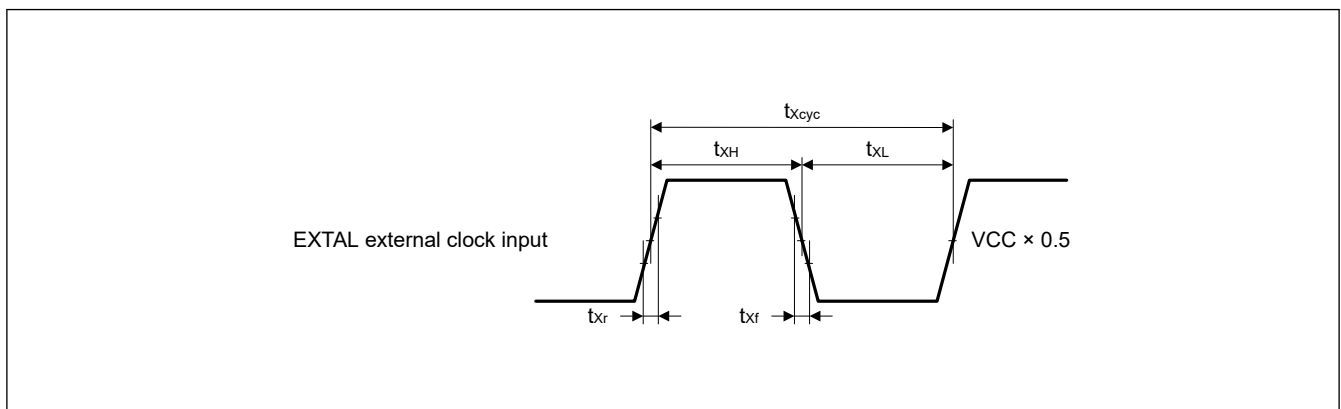 tXcyc
tXH
tXL
EXTAL external clock input
VCC × 0.5
tXr
tXf